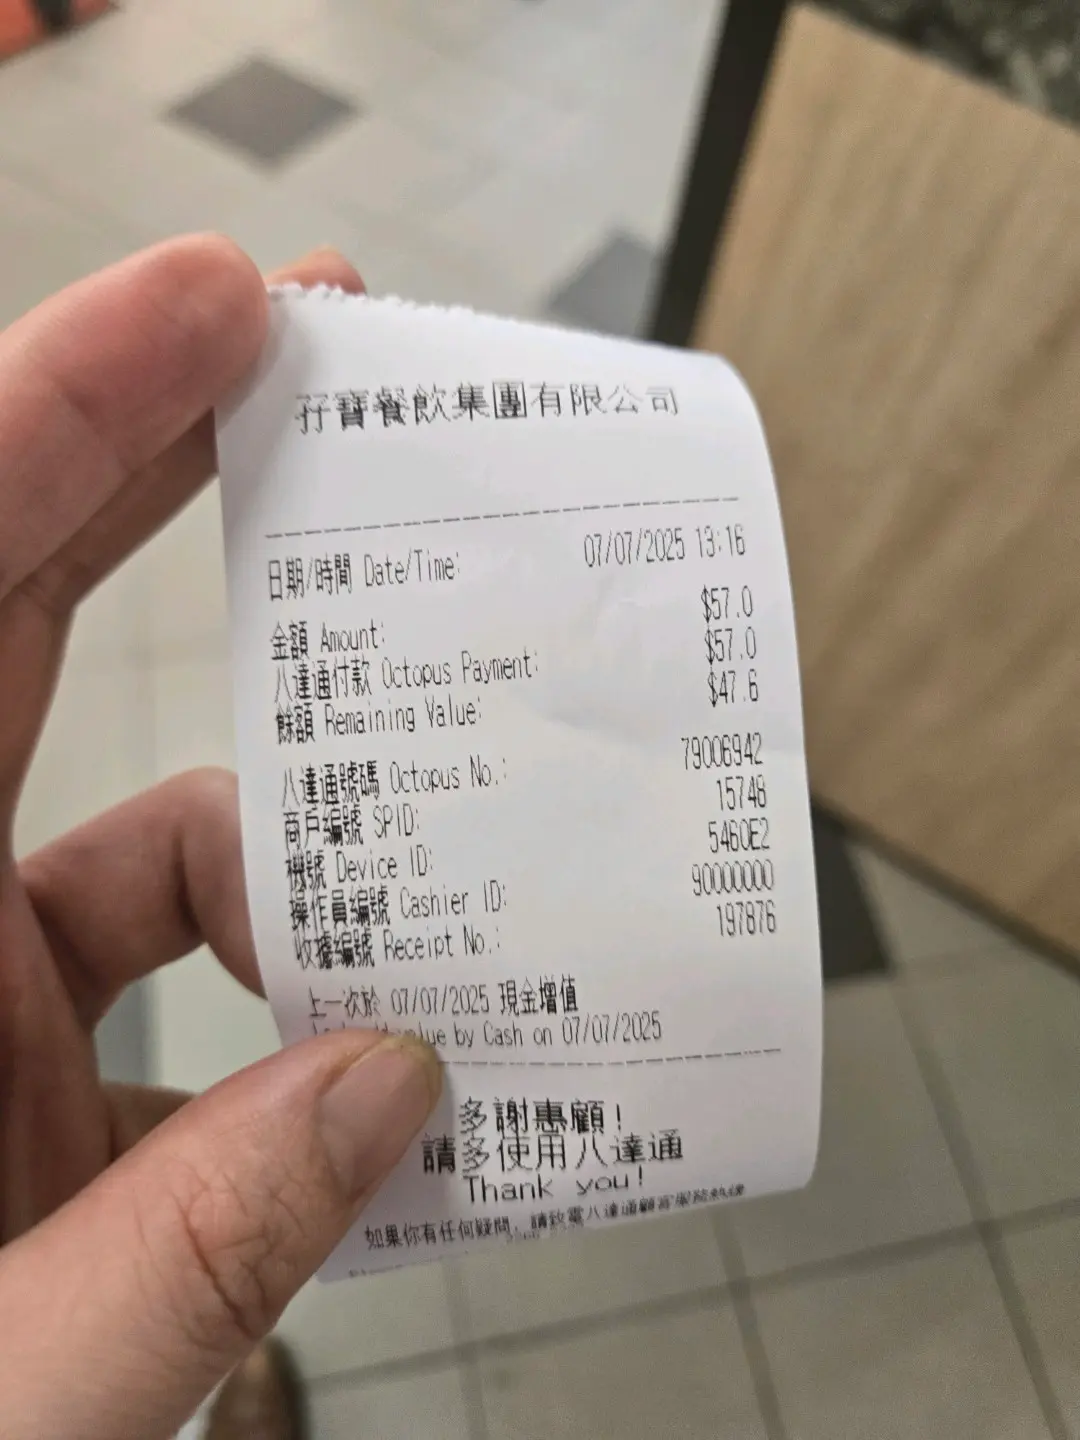 孖寶餐飲集團有限公司
日期/時間 Date/Time: 07/07/2025 13:16
金額 Amount: $57.0
八達通付款 Octopus Payment: $57.0
餘額 Remaining Value: $47.6
八達通號碼 Octopus No.: 79006942
商戶編號 SPID: 15748
機號 Device ID: 5460E2
操作員編號 Cashier ID: 90000000
收據編號 Receipt No.: 197876
上一次於 07/07/2025 現金增值
by Cash on 07/07/2025
多謝惠顧!
請多使用八達通
Thank you!
如果你有任何疑問, 請致電八達通顧客服務熱線